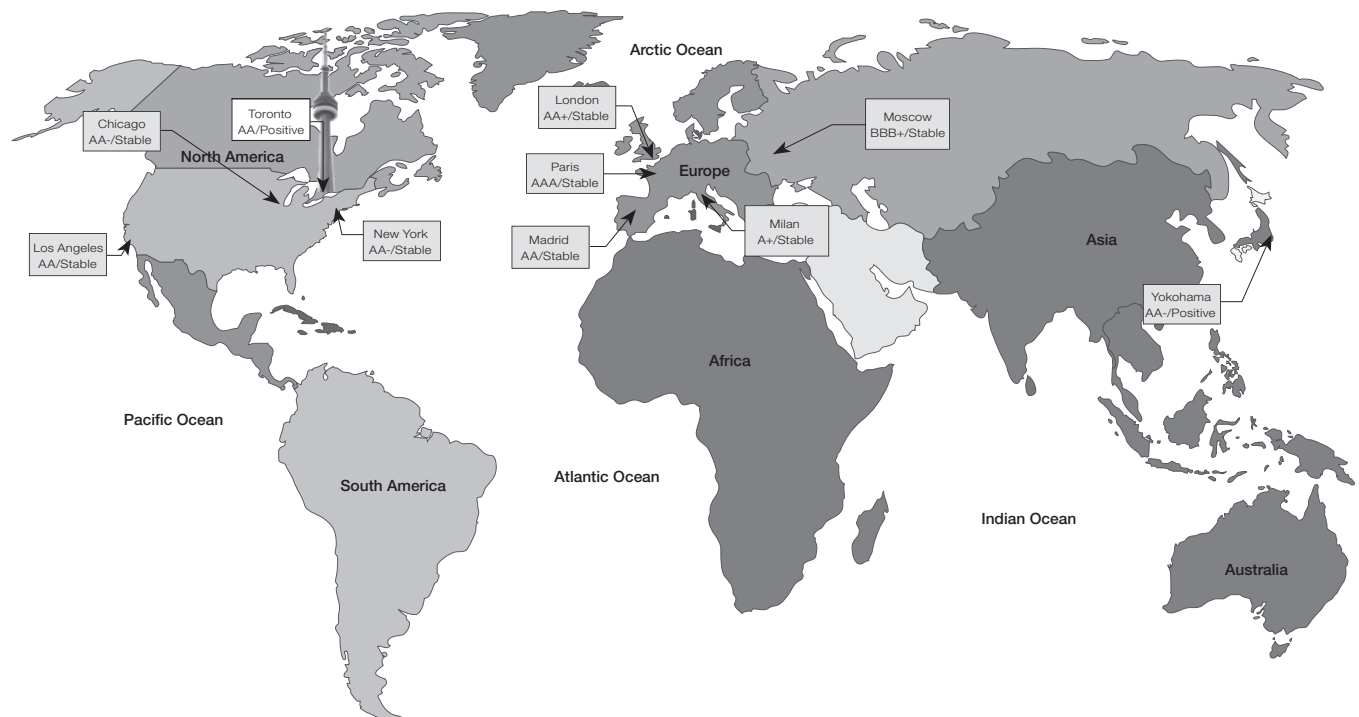 Arctic Ocean
London
AA+/Stable
Moscow
BBB+/Stable
Toronto
AA/Positive
Chicago
AA-/Stable
North America
Paris
AAA/Stable
Europe
New York
AA-/Stable
Milan
A+/Stable
Los Angeles
AA/Stable
Madrid
AA/Stable
Asia
Yokohama
AA-/Positive
Africa
Pacific Ocean
Atlantic Ocean
South America
Indian Ocean
Australia